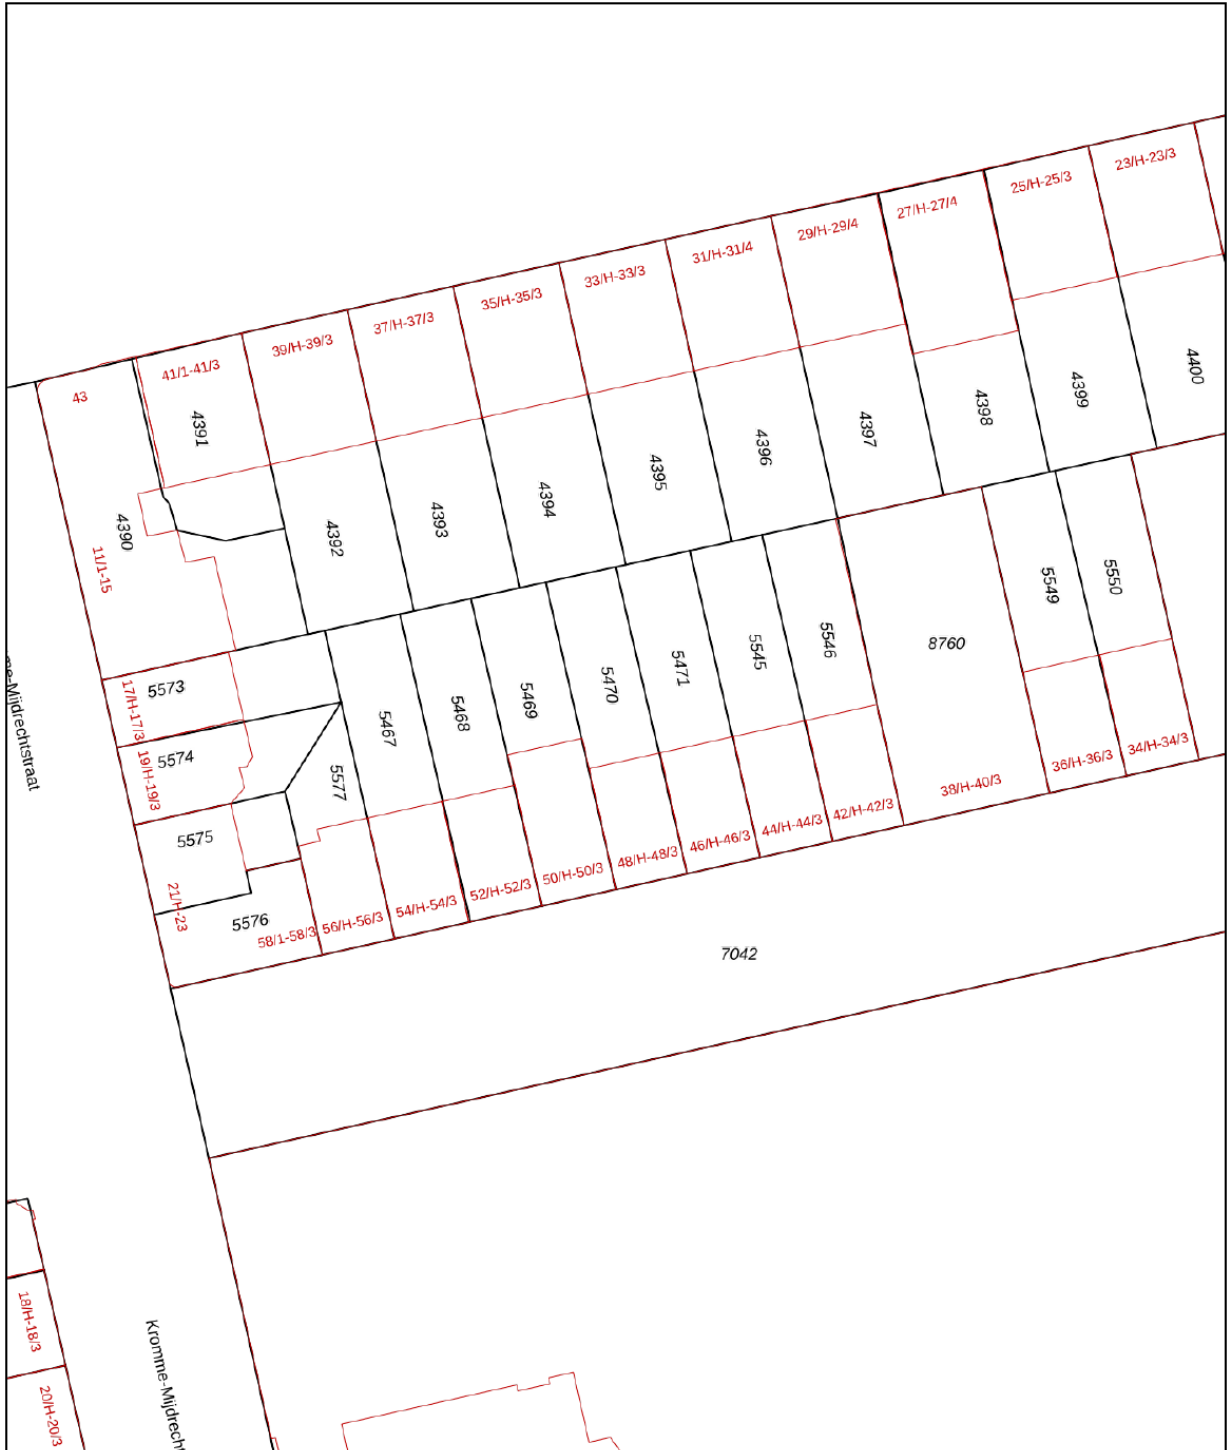 23/H-23/3
25/H-25/3
27/H-27/4
29/H-29/4
31/H-31/4
33/H-33/3
35/H-35/3
37/H-37/3
39/H-39/3
41/1-41/3
43
4400
4399
4398
4397
4396
4395
4394
4393
4392
4391
4390
11/1-15
5573
17/H-17/3
5574
19/H-19/3
5575
21/H-23
5576
58/1-58/3
5577
56/H-56/3
5467
54/H-54/3
5468
52/H-52/3
5469
50/H-50/3
5470
48/H-48/3
5471
46/H-46/3
5545
44/H-44/3
5546
42/H-42/3
8760
38/H-40/3
5549
36/H-36/3
5550
34/H-34/3
7042
me-Mijdrechtstraat
18/H-18/3
20/H-20/3
Kromme-Mijdrech